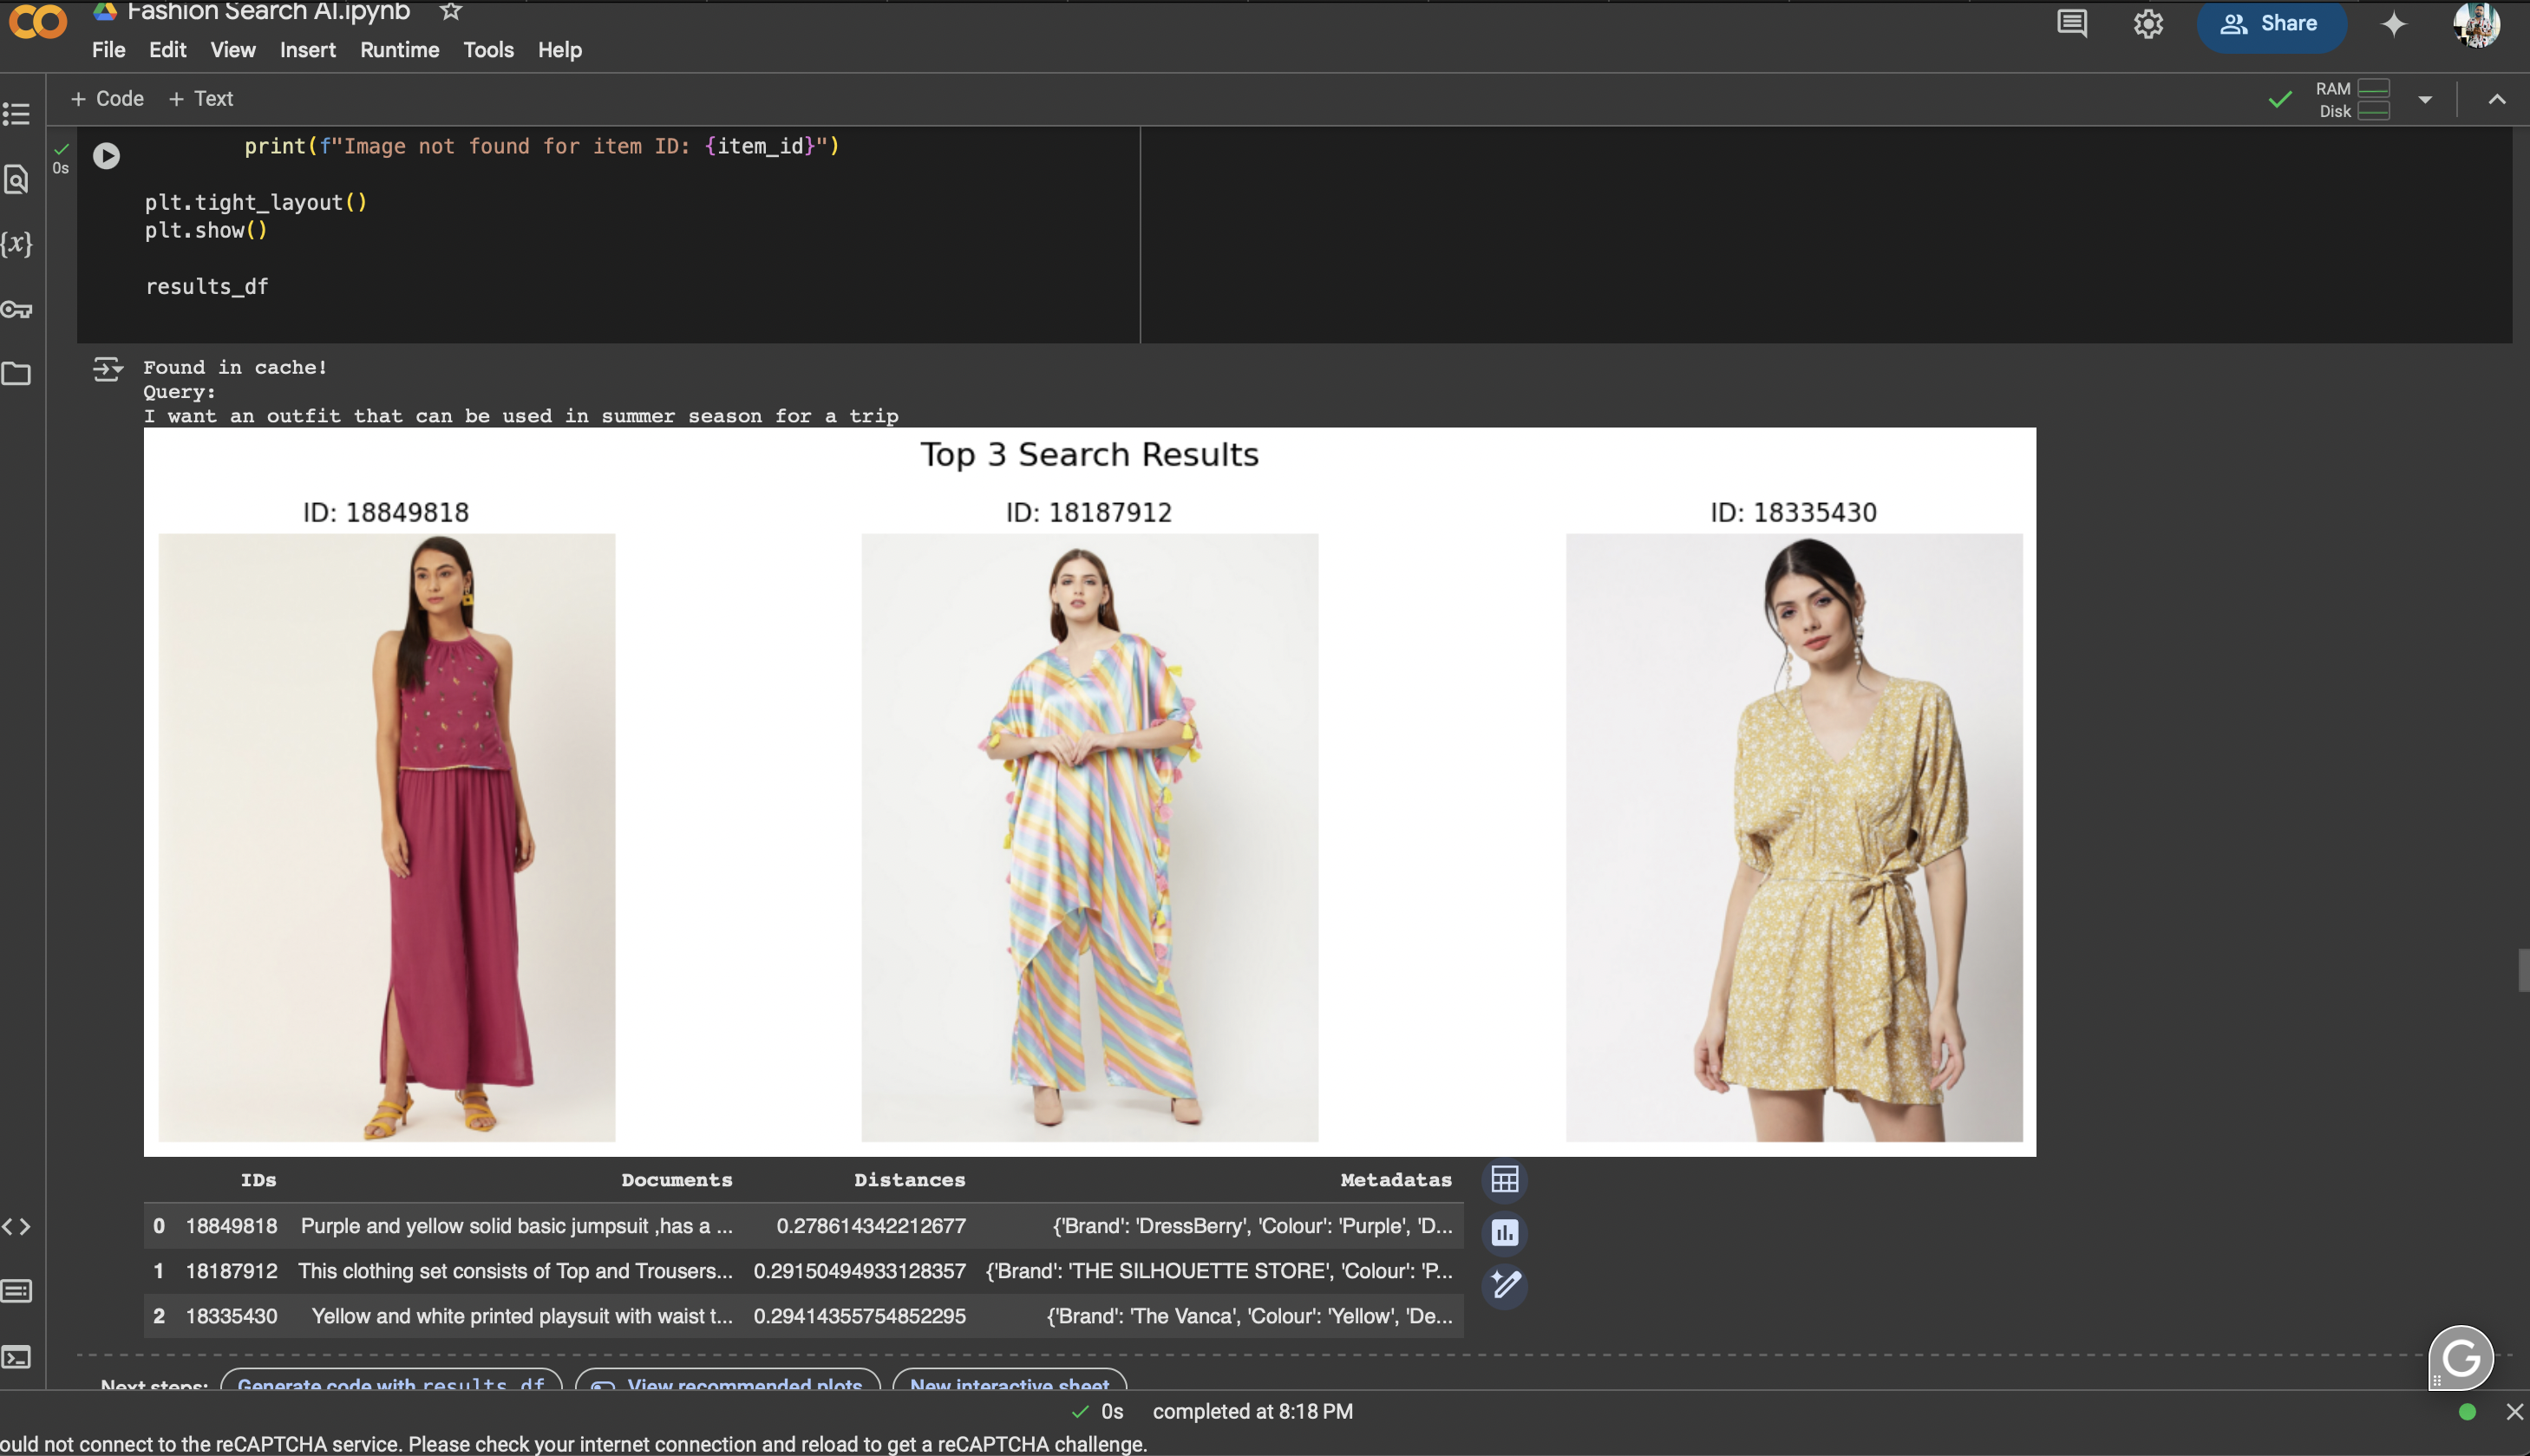 Fashion Search AI.ipynb
File Edit View Insert Runtime Tools Help
Share
+ Code + Text
RAM
Disk
0s
print(f"Image not found for item ID: {item_id}")
plt.tight_layout()
plt.show()
results_df
{x}
Found in cache!
Query:
I want an outfit that can be used in summer season for a trip
Top 3 Search Results
ID: 18849818 ID: 18187912 ID: 18335430
IDs Documents Distances Metadatas
0 18849818 Purple and yellow solid basic jumpsuit ,has a ... 0.278614342212677 {'Brand': 'DressBerry', 'Colour': 'Purple', 'D...
1 18187912 This clothing set consists of Top and Trousers... 0.29150494933128357 {'Brand': 'THE SILHOUETTE STORE', 'Colour': 'P...
2 18335430 Yellow and white printed playsuit with waist t... 0.29414355754852295 {'Brand': 'The Vanca', 'Colour': 'Yellow', 'De...
Next steps: Generate code with results_df View recommended plots New interactive sheet
0s completed at 8:18 PM
ould not connect to the reCAPTCHA service. Please check your internet connection and reload to get a reCAPTCHA challenge.